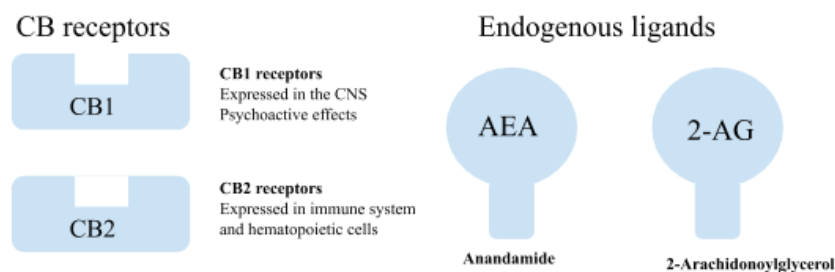 CB receptors
CB1
CB1 receptors
Expressed in the CNS
Psychoactive effects
CB2
CB2 receptors
Expressed in immune system
and hematopoietic cells
Endogenous ligands
AEA
Anandamide
2-AG
2-Arachidonoylglycerol